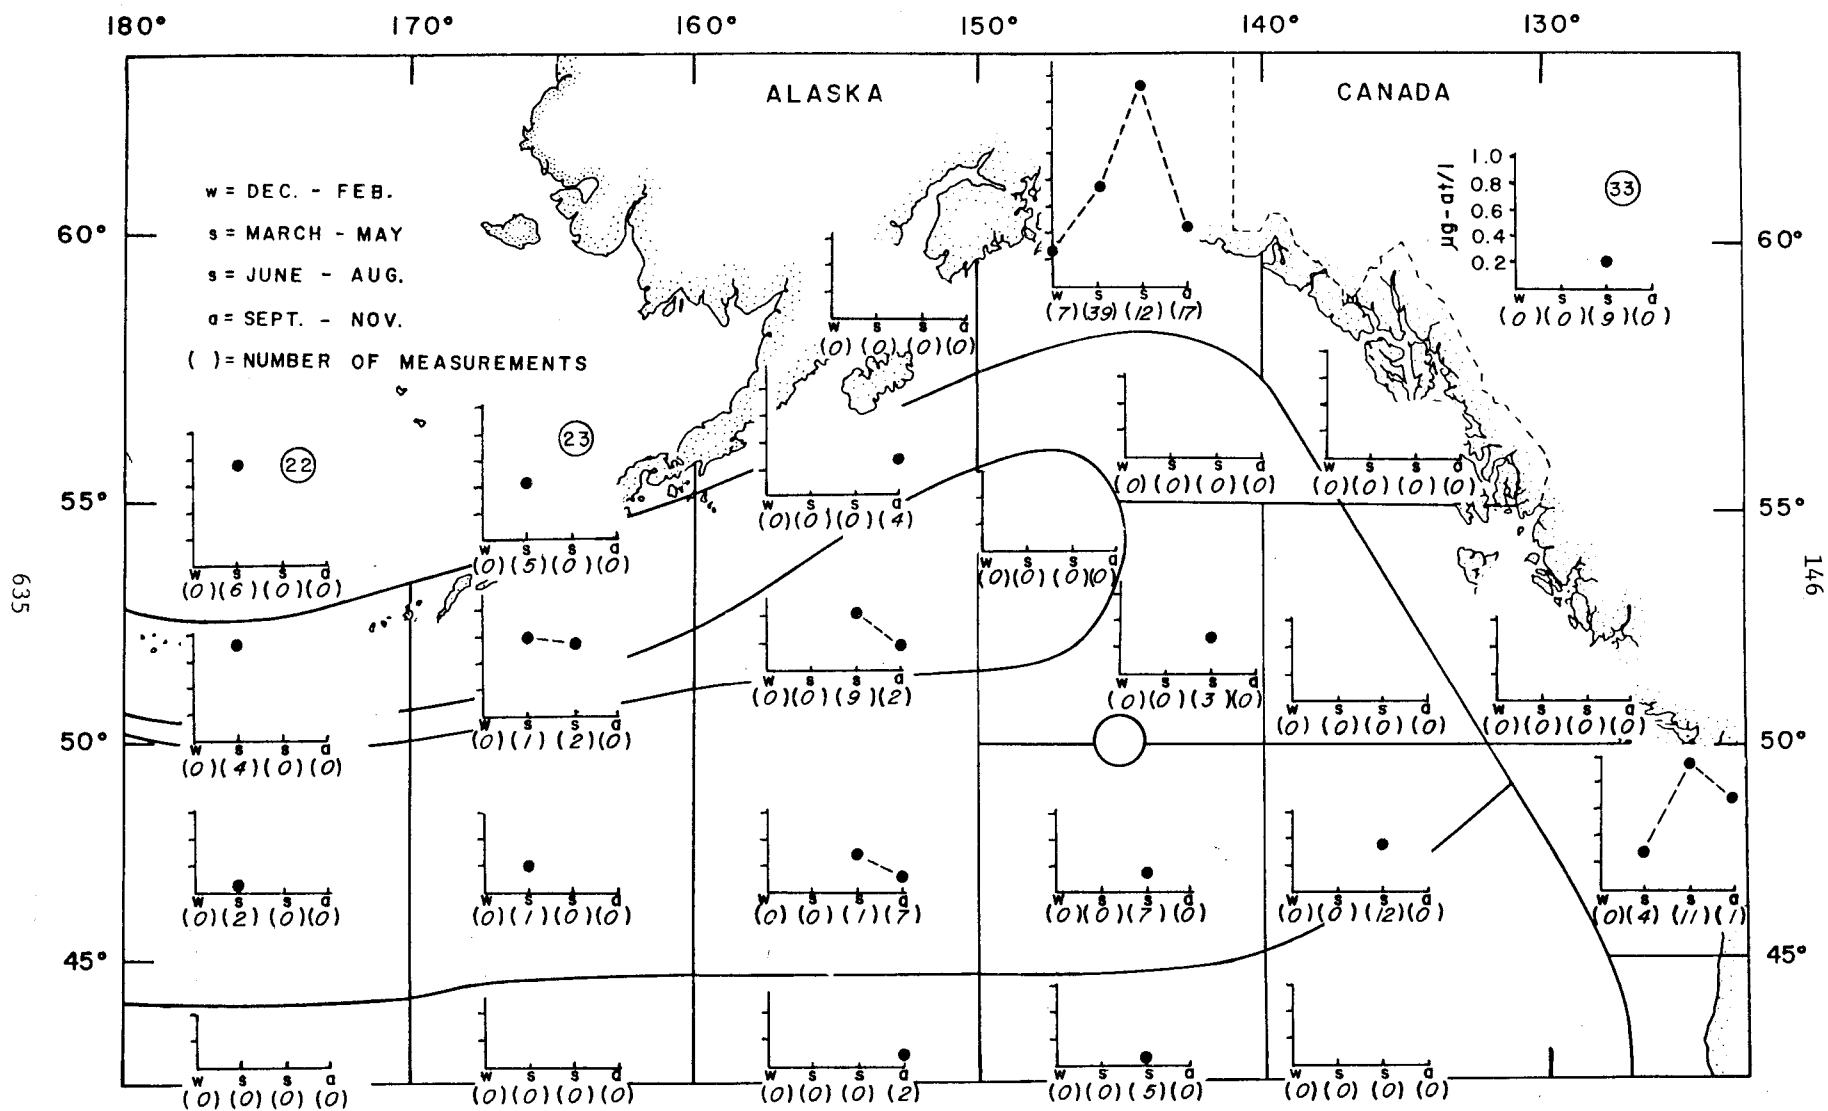 180° 170° 160° 150° 140° 130°
ALASKA CANADA
w = DEC. - FEB.
s = MARCH - MAY
s = JUNE - AUG.
a = SEPT. - NOV.
( ) = NUMBER OF MEASUREMENTS
µg-at/l
1.0
0.8
0.6
0.4
0.2
33
w s s a
(0) (0) (9) (0)
60° 60°
w s s a
(7) (39) (12) (17)
w s s a
(0) (0) (0) (0)
23
22
w s s a
(0) (0) (0) (4)
w s s a
(0) (0) (0) (0)
w s s a
(0) (0) (0) (0)
55° 55°
w s s a
(0) (5) (0) (0)
w s s a
(0) (6) (0) (0)
w s s a
(0) (0) (0) (0)
635
146
w s s a
(0) (0) (9) (2)
w s s a
(0) (0) (3) (0)
w s s a
(0) (0) (0) (0)
w s s a
(0) (0) (0) (0)
w s s a
(0) (1) (2) (0)
50° 50°
w s s a
(0) (4) (0) (0)
w s s a
(0) (2) (0) (0)
w s s a
(0) (1) (0) (0)
w s s a
(0) (0) (1) (7)
w s s a
(0) (0) (7) (0)
w s s a
(0) (0) (12) (0)
w s s a
(0) (4) (11) (1)
45° 45°
w s s a
(0) (0) (0) (0)
w s s a
(0) (0) (0) (0)
w s s a
(0) (0) (0) (2)
w s s a
(0) (0) (5) (0)
w s s a
(0) (0) (0) (0)